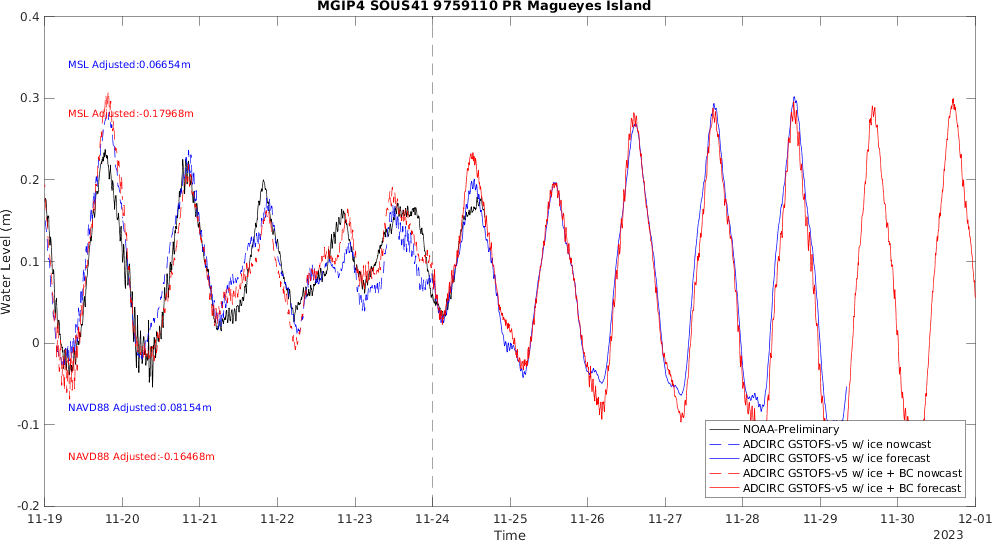 MGIP4 SOUS41 9759110 PR Magueyes Island
0.4
0.3
0.2
0.1
0
-0.1
-0.2
Water Level (m)
MSL Adjusted:0.06654m
MSL Adjusted:-0.17968m
NAVD88 Adjusted:0.08154m
NAVD88 Adjusted:-0.16468m
NOAA-Preliminary
ADCIRC GSTOFS-v5 w/ ice nowcast
ADCIRC GSTOFS-v5 w/ ice forecast
ADCIRC GSTOFS-v5 w/ ice + BC nowcast
ADCIRC GSTOFS-v5 w/ ice + BC forecast
11-19 11-20 11-21 11-22 11-23 11-24 11-25 11-26 11-27 11-28 11-29 11-30 12-01
Time
2023